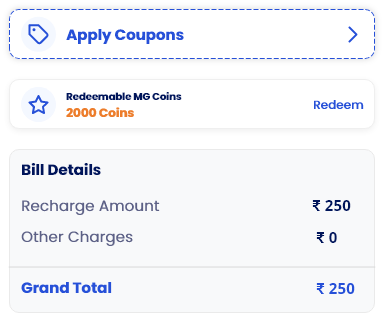 Apply Coupons
Redeemable MG Coins
2000 Coins
Redeem
Bill Details
Recharge Amount ₹ 250
Other Charges ₹ 0
Grand Total ₹ 250